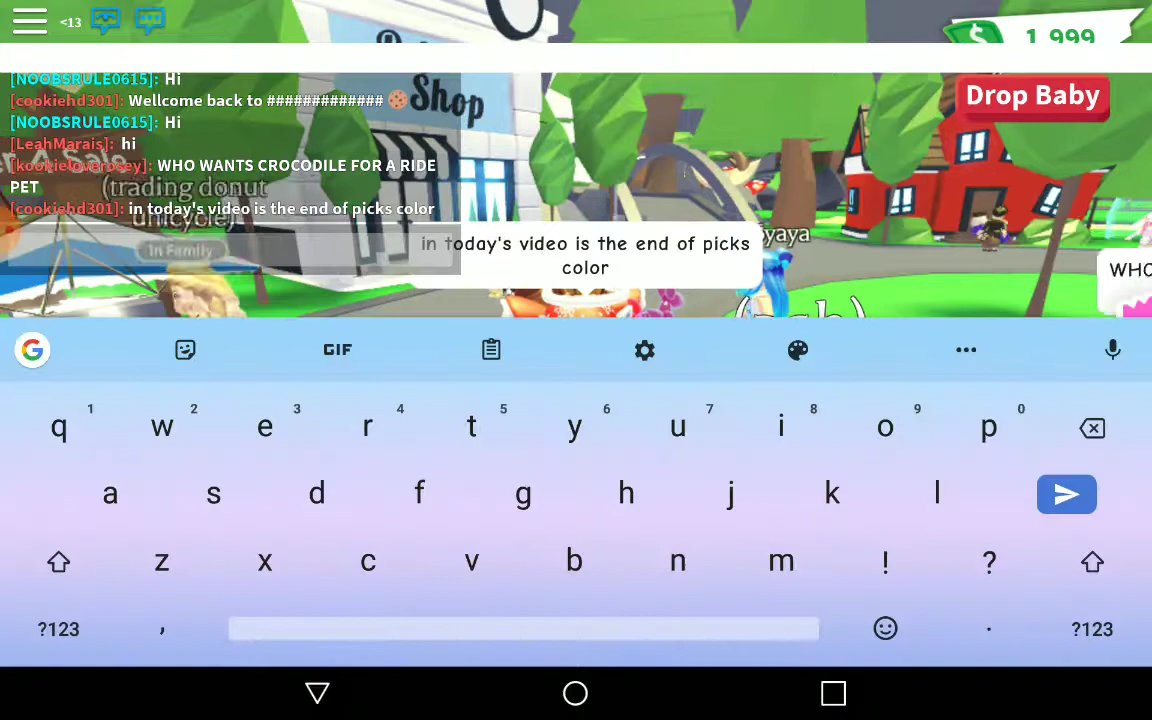 <13
1,999
Shop
Drop Baby
[NOOBSRULE0615]: Hi
[cookiehd301]: Wellcome back to ############# 🍪
[NOOBSRULE0615]: Hi
[LeahMarais]: hi
[kookieloverosey]: WHO WANTS CROCODILE FOR A RIDE
PET
(trading donut
unicycle)
[cookiehd301]: in today's video is the end of picks color
In Family
in today's video is the end of picks
color
WHO
GIF
q 1 w 2 e 3 r 4 t 5 y 6 u 7 i 8 o 9 p 0
a s d f g h j k l
z x c v b n m ! ?
?123 , . ?123